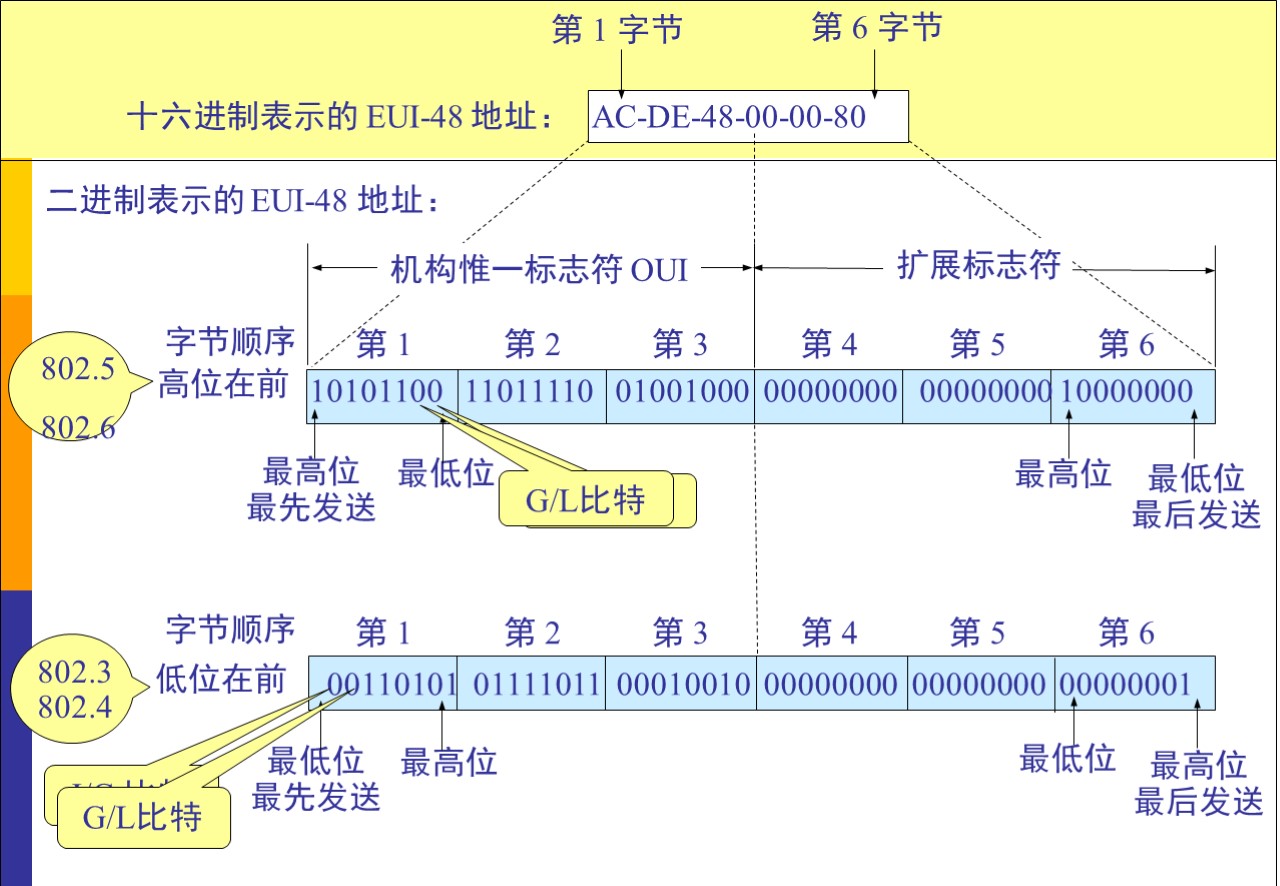 第 1 字节
第 6 字节
十六进制表示的 EUI-48 地址：
AC-DE-48-00-00-80
二进制表示的 EUI-48 地址：
机构惟一标志符 OUI
扩展标志符
802.5
802.6
字节顺序 第 1 第 2 第 3 第 4 第 5 第 6
高位在前 10101100 11011110 01001000 00000000 00000000 10000000
最高位
最先发送
最低位
G/L比特
最高位
最低位
最后发送
802.3
802.4
字节顺序 第 1 第 2 第 3 第 4 第 5 第 6
低位在前 00110101 01111011 00010010 00000000 00000000 00000001
最低位
最先发送
最高位
G/L比特
最低位
最高位
最后发送